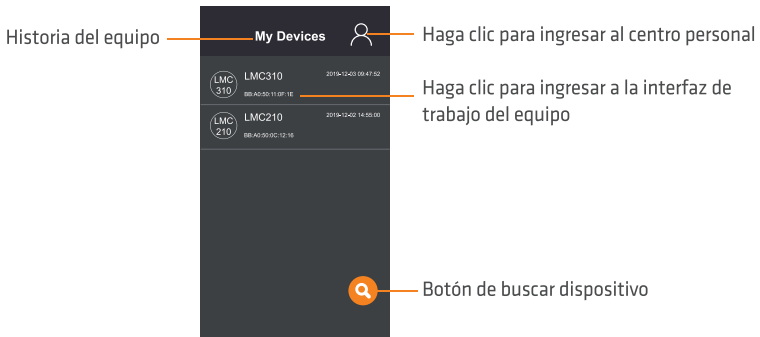 Historia del equipo
My Devices
Haga clic para ingresar al centro personal
LMC
310
LMC310
2019-12-03 09:47:52
BB:A0:50:11:0F:1E
Haga clic para ingresar a la interfaz de
trabajo del equipo
LMC
210
LMC210
2019-12-02 14:55:00
BB:A0:50:0C:12:16
Botón de buscar dispositivo